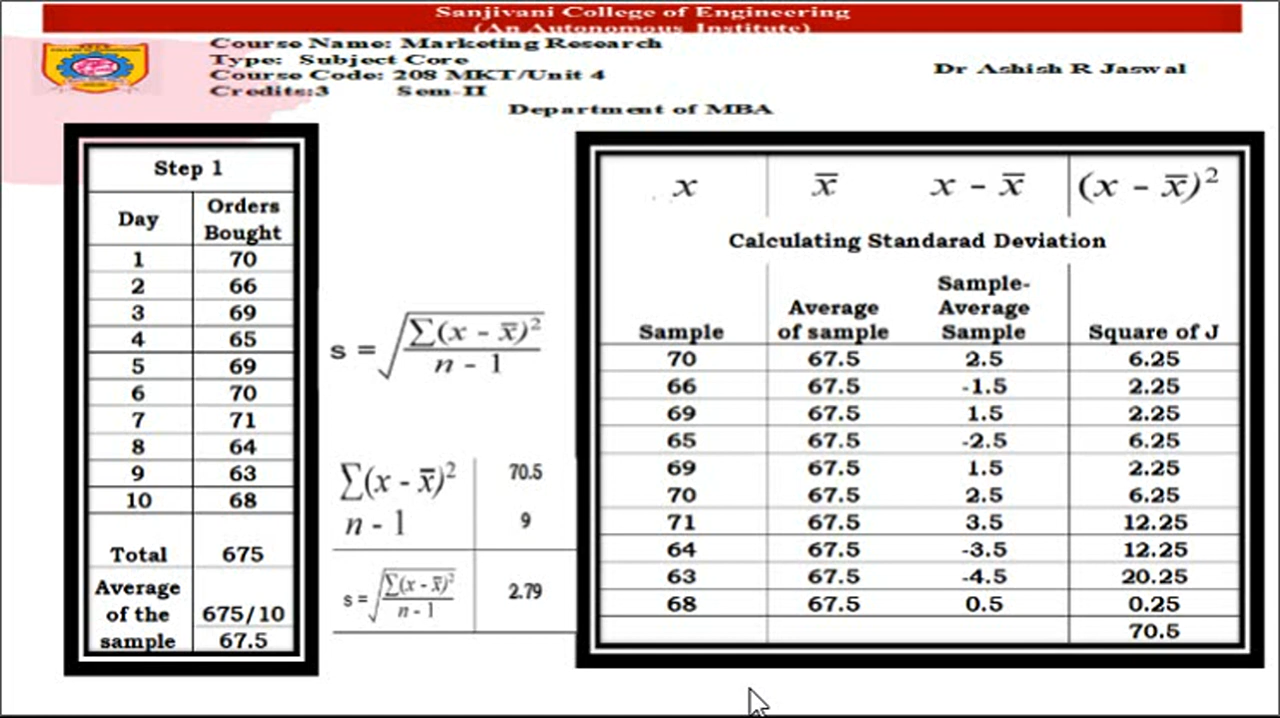 Sanjivani College of Engineering
(An Autonomous Institute)
Course Name: Marketing Research
Type: Subject Core
Course Code: 208 MKT/Unit 4
Credits:3 Sem-II
Dr Ashish R Jaswal
Department of MBA
Step 1
Day Orders Bought
1 70
2 66
3 69
4 65
5 69
6 70
7 71
8 64
9 63
10 68
Total 675
Average of the sample 675/10
67.5
s = √(∑(x - x̅)² / n - 1)
∑(x - x̅)² 70.5
n - 1 9
s = √(∑(x - x̅)² / n - 1) 2.79
x x̅ x - x̅ (x - x̅)²
Calculating Standarad Deviation
Sample Average of sample Sample-Average Sample Square of J
70 67.5 2.5 6.25
66 67.5 -1.5 2.25
69 67.5 1.5 2.25
65 67.5 -2.5 6.25
69 67.5 1.5 2.25
70 67.5 2.5 6.25
71 67.5 3.5 12.25
64 67.5 -3.5 12.25
63 67.5 -4.5 20.25
68 67.5 0.5 0.25
70.5